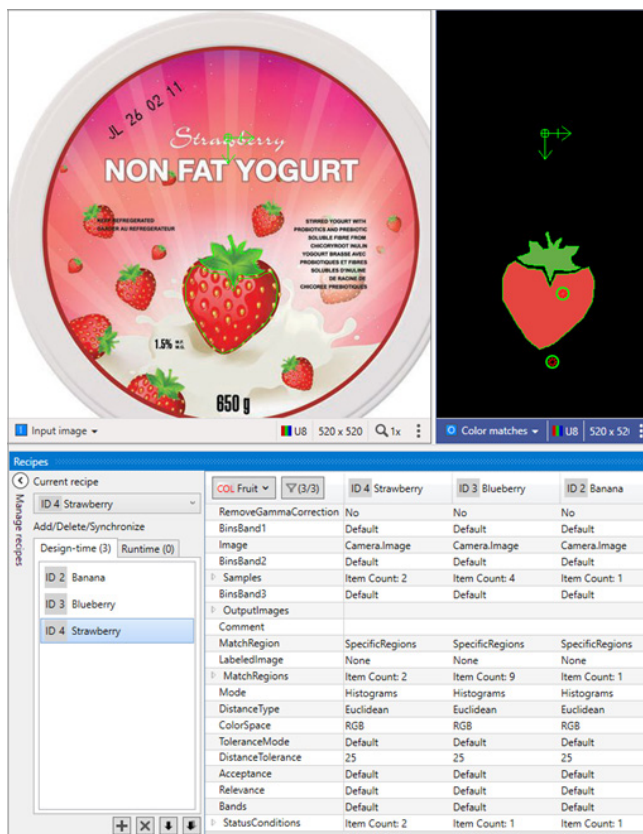 JL 26 02 11
Strawberry
NON FAT YOGURT
KEEP REFRIGERATED
GARDER AU REFRIGERATEUR
STIRRED YOGURT WITH
PROBIOTICS AND PREBIOTIC
SOLUBLE FIBRE FROM
CHICORYROOT INULIN
YOGOURT BRASSE AVEC
PROBIOTIQUES ET FIBRES
SOLUBLES D'INULINE
DE RACINE DE
CHICOREE PREBIOTIQUES
1.5% M.F. M.G.
650 g
Input image U8 520 x 520 1x
Color matches U8
Recipes
Manage recipes
Current recipe
ID 4 Strawberry
Add/Delete/Synchronize
Design-time (3) Runtime (0)
ID 2 Banana
ID 3 Blueberry
ID 4 Strawberry
COL Fruit (3/3) ID 4 Strawberry ID 3 Blueberry ID 2 Banana
RemoveGammaCorrection No No No
BinsBand1 Default Default Default
Image Camera.Image Camera.Image Camera.Image
BinsBand2 Default Default Default
Samples Item Count: 2 Item Count: 4 Item Count: 1
BinsBand3 Default Default Default
OutputImages
Comment
MatchRegion SpecificRegions SpecificRegions SpecificRegions
LabeledImage None None None
MatchRegions Item Count: 2 Item Count: 9 Item Count: 1
Mode Histograms Histograms Histograms
DistanceType Euclidean Euclidean Euclidean
ColorSpace RGB RGB RGB
ToleranceMode Default Default Default
DistanceTolerance 25 25 25
Acceptance Default Default Default
Relevance Default Default Default
Bands Default Default Default
StatusConditions Item Count: 2 Item Count: 1 Item Count: 1